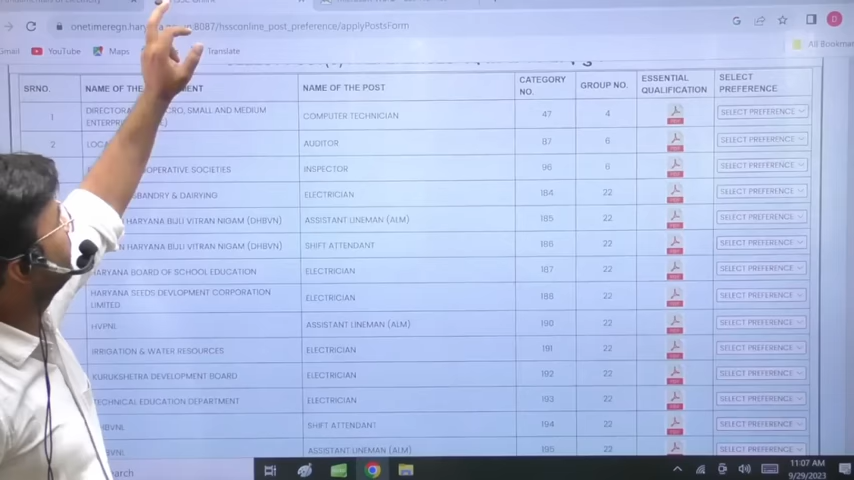 onetimeregn.har 8087/hssconline_post_preference/applyPostsForm
Gmail YouTube Maps Translate All Bookmar
SRNO. NAME OF THE MENT NAME OF THE POST CATEGORY NO. GROUP NO. ESSENTIAL QUALIFICATION SELECT PREFERENCE
1 DIRECTORA CRO, SMALL AND MEDIUM ENTERP COMPUTER TECHNICIAN 47 4 SELECT PREFERENCE
2 LOCA AUDITOR 87 6 SELECT PREFERENCE
OPERATIVE SOCIETIES INSPECTOR 96 6 SELECT PREFERENCE
SBANDRY & DAIRYING ELECTRICIAN 184 22 SELECT PREFERENCE
HARYANA BIJLI VITRAN NIGAM (DHBVN) ASSISTANT LINEMAN (ALM) 185 22 SELECT PREFERENCE
HARYANA BIJLI VITRAN NIGAM (DHBVN) SHIFT ATTENDANT 186 22 SELECT PREFERENCE
HARYANA BOARD OF SCHOOL EDUCATION ELECTRICIAN 187 22 SELECT PREFERENCE
HARYANA SEEDS DEVLOPMENT CORPORATION LIMITED ELECTRICIAN 188 22 SELECT PREFERENCE
HVPNL ASSISTANT LINEMAN (ALM) 190 22 SELECT PREFERENCE
IRRIGATION & WATER RESOURCES ELECTRICIAN 191 22 SELECT PREFERENCE
KURUKSHETRA DEVELOPMENT BOARD ELECTRICIAN 192 22 SELECT PREFERENCE
TECHNICAL EDUCATION DEPARTMENT ELECTRICIAN 193 22 SELECT PREFERENCE
HBVNL SHIFT ATTENDANT 194 22 SELECT PREFERENCE
BVNL ASSISTANT LINEMAN (ALM) 195 22 SELECT PREFERENCE
earch
11:07 AM
9/29/2023